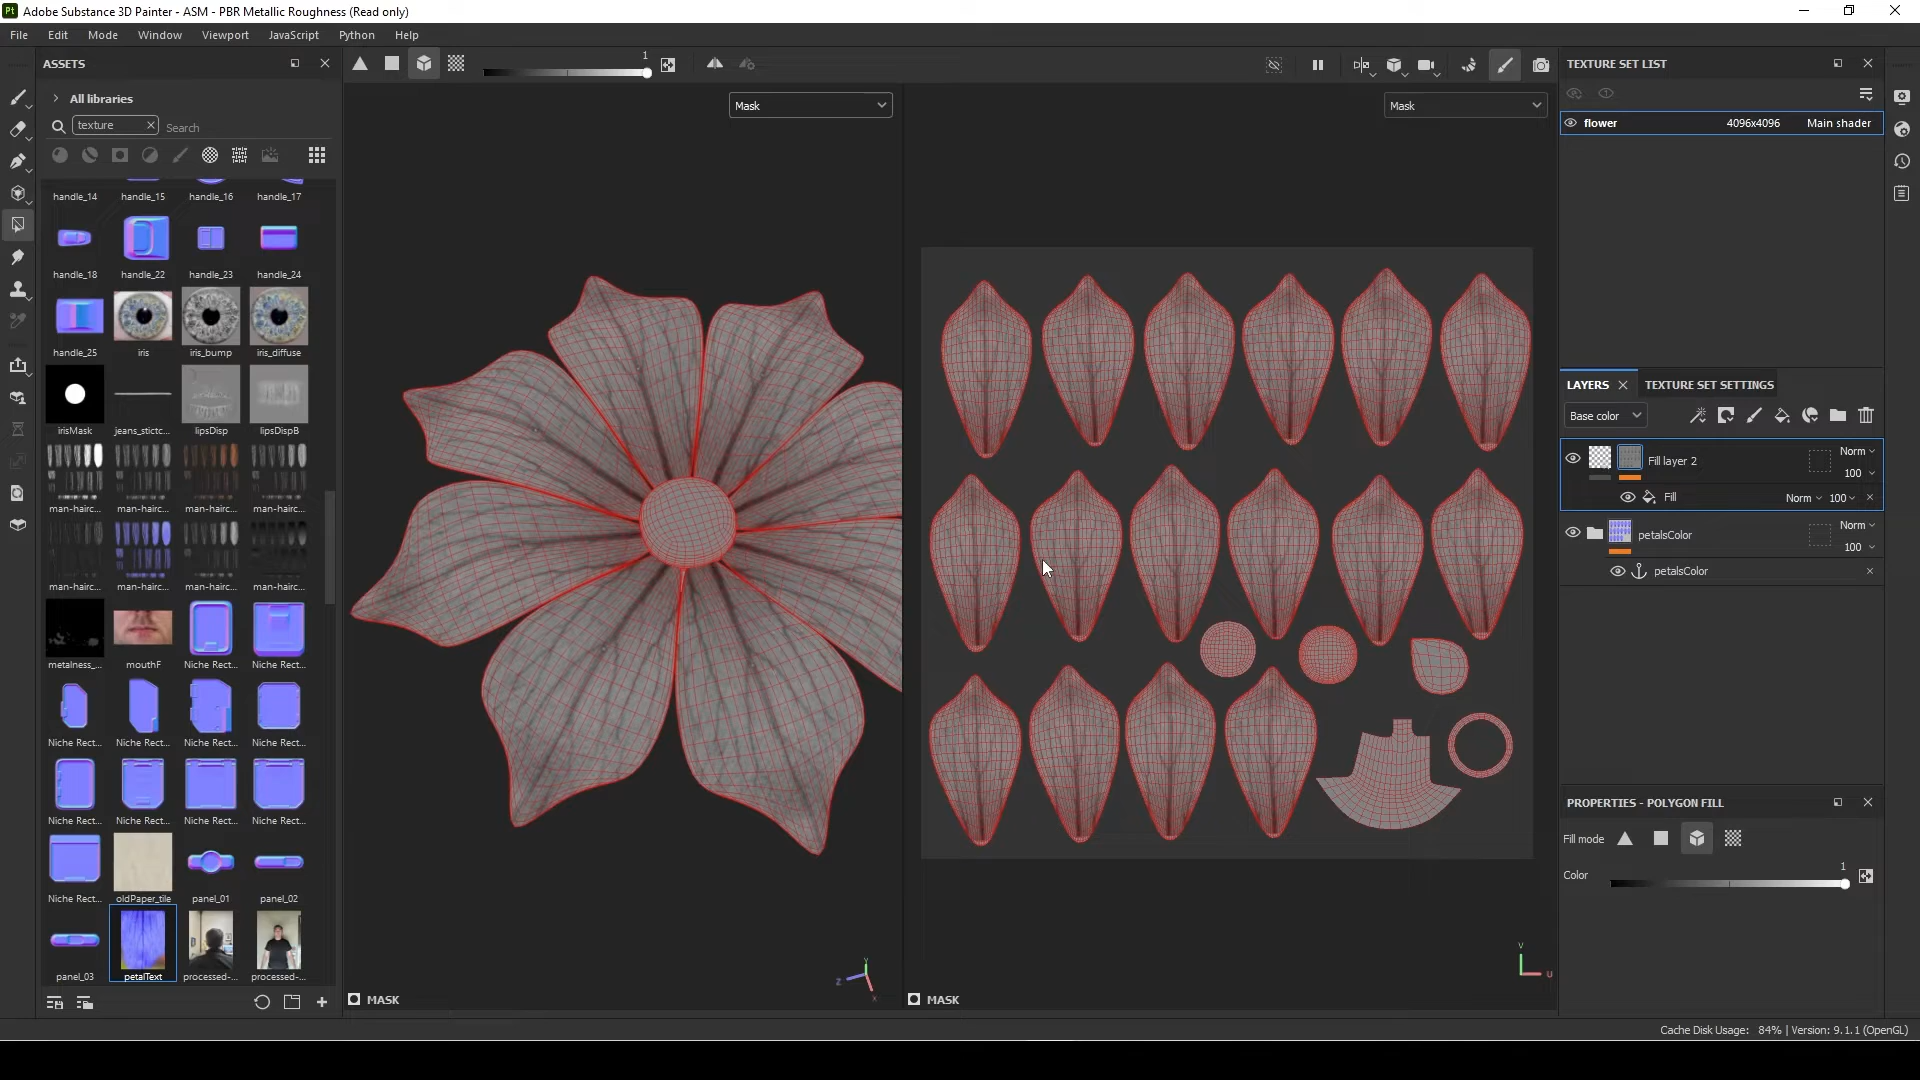 Pt Adobe Substance 3D Painter - ASM - PBR Metallic Roughness (Read only)
File Edit Mode Window Viewport JavaScript Python Help
ASSETS
All libraries
texture Search
handle_14 handle_15 handle_16 handle_17
handle_18 handle_22 handle_23 handle_24
handle_25 iris iris_bump iris_diffuse
irisMask jeans_stictc... lipsDisp lipsDispB
man-hairc... man-hairc... man-hairc... man-hairc...
man-hairc... man-hairc... man-hairc... man-hairc...
metalness_... mouthF Niche Rect... Niche Rect...
Niche Rect... Niche Rect... Niche Rect... Niche Rect...
Niche Rect... Niche Rect... Niche Rect... Niche Rect...
Niche Rect... oldPaper_tile panel_01 panel_02
panel_03 petalText processed-... processed-...
1
Mask
Z Y X
MASK
Mask
V U
MASK
TEXTURE SET LIST
flower 4096x4096 Main shader
LAYERS TEXTURE SET SETTINGS
Base color
Fill layer 2 Norm
100
Fill Norm 100
petalsColor Norm
100
petalsColor
PROPERTIES - POLYGON FILL
Fill mode
1
Color
Cache Disk Usage: 84% | Version: 9.1.1 (OpenGL)